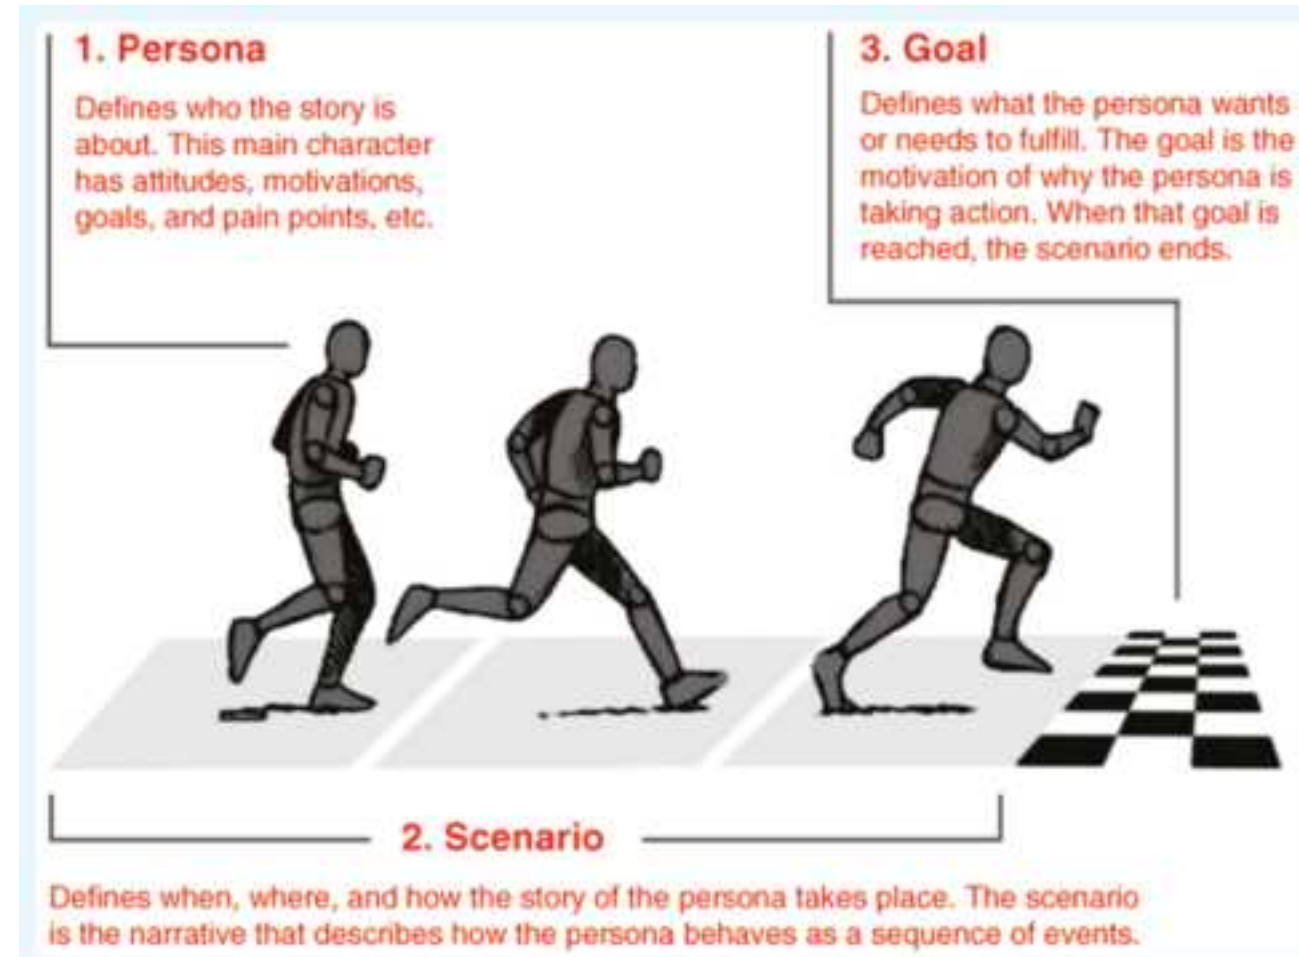 1. Persona
Defines who the story is
about. This main character
has attitudes, motivations,
goals, and pain points, etc.
3. Goal
Defines what the persona wants
or needs to fulfill. The goal is the
motivation of why the persona is
taking action. When that goal is
reached, the scenario ends.
2. Scenario
Defines when, where, and how the story of the persona takes place. The scenario
is the narrative that describes how the persona behaves as a sequence of events.